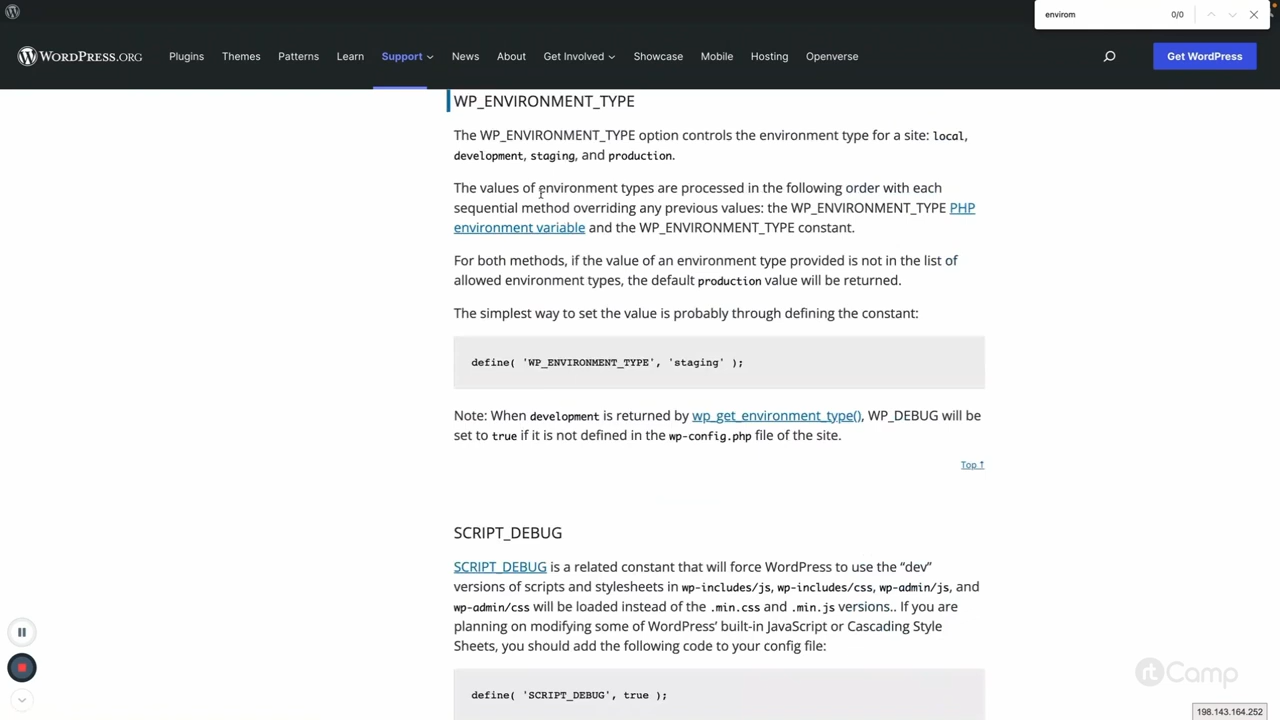 envirom
0/0
WORDPRESS.ORG
Plugins
Themes
Patterns
Learn
Support
News
About
Get Involved
Showcase
Mobile
Hosting
Openverse
Get WordPress
WP_ENVIRONMENT_TYPE
The WP_ENVIRONMENT_TYPE option controls the environment type for a site: local,
development, staging, and production.
The values of environment types are processed in the following order with each
sequential method overriding any previous values: the WP_ENVIRONMENT_TYPE PHP
environment variable and the WP_ENVIRONMENT_TYPE constant.
For both methods, if the value of an environment type provided is not in the list of
allowed environment types, the default production value will be returned.
The simplest way to set the value is probably through defining the constant:
define( 'WP_ENVIRONMENT_TYPE', 'staging' );
Note: When development is returned by wp_get_environment_type(), WP_DEBUG will be
set to true if it is not defined in the wp-config.php file of the site.
Top ↑
SCRIPT_DEBUG
SCRIPT_DEBUG is a related constant that will force WordPress to use the “dev”
versions of scripts and stylesheets in wp-includes/js, wp-includes/css, wp-admin/js, and
wp-admin/css will be loaded instead of the .min.css and .min.js versions.. If you are
planning on modifying some of WordPress’ built-in JavaScript or Cascading Style
Sheets, you should add the following code to your config file:
define( 'SCRIPT_DEBUG', true );
rtCamp
198.143.164.252